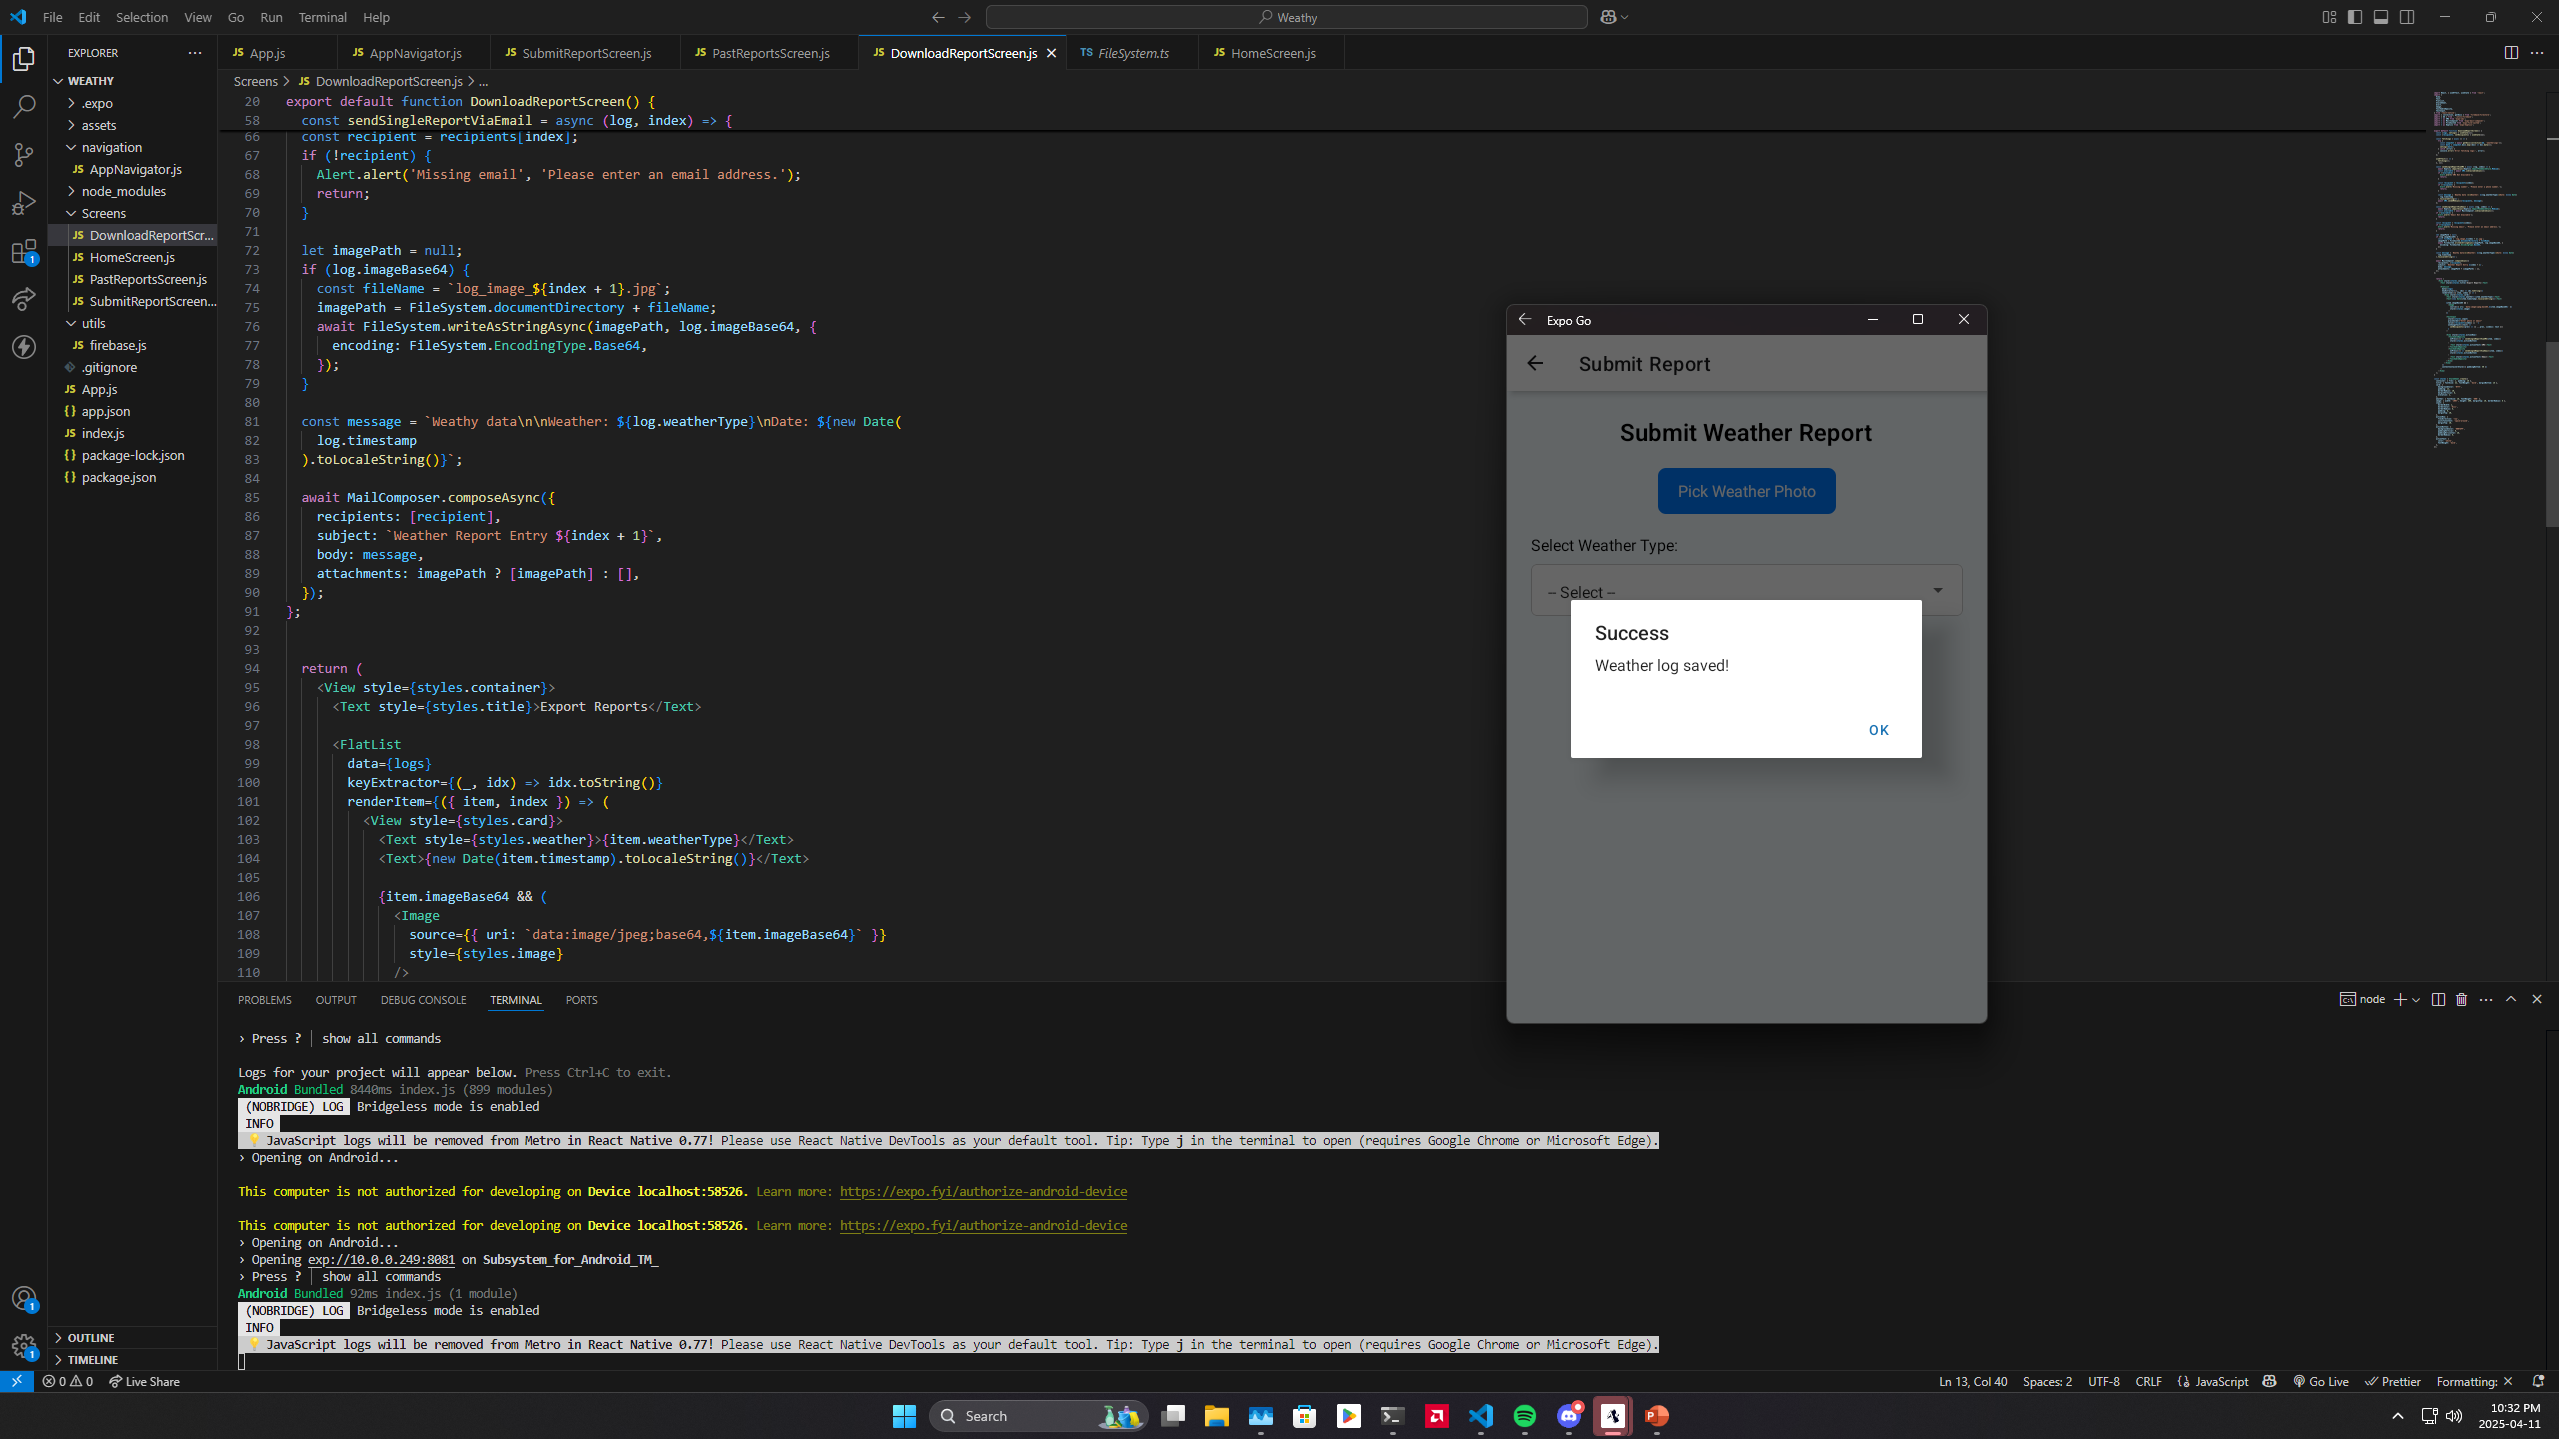 File Edit Selection View Go Run Terminal Help
Weathy
EXPLORER
WEATHY
.expo
assets
navigation
JS AppNavigator.js
node_modules
Screens
JS DownloadReportScr...
JS HomeScreen.js
JS PastReportsScreen.js
JS SubmitReportScreen...
utils
JS firebase.js
.gitignore
JS App.js
{} app.json
JS index.js
{} package-lock.json
{} package.json
OUTLINE
TIMELINE
JS App.js JS AppNavigator.js JS SubmitReportScreen.js JS PastReportsScreen.js JS DownloadReportScreen.js TS FileSystem.ts JS HomeScreen.js
Screens > JS DownloadReportScreen.js > ...
20 export default function DownloadReportScreen() {
58 const sendSingleReportViaEmail = async (log, index) => {
66 const recipient = recipients[index];
67 if (!recipient) {
68 Alert.alert('Missing email', 'Please enter an email address.');
69 return;
70 }
71
72 let imagePath = null;
73 if (log.imageBase64) {
74 const fileName = `log_image_${index + 1}.jpg`;
75 imagePath = FileSystem.documentDirectory + fileName;
76 await FileSystem.writeAsStringAsync(imagePath, log.imageBase64, {
77 encoding: FileSystem.EncodingType.Base64,
78 });
79 }
80
81 const message = `Weathy data\n\nWeather: ${log.weatherType}\nDate: ${new Date(
82 log.timestamp
83 ).toLocaleString()}`;
84
85 await MailComposer.composeAsync({
86 recipients: [recipient],
87 subject: `Weather Report Entry ${index + 1}`,
88 body: message,
89 attachments: imagePath ? [imagePath] : [],
90 });
91 };
92
93
94 return (
95 <View style={styles.container}>
96 <Text style={styles.title}>Export Reports</Text>
97
98 <FlatList
99 data={logs}
100 keyExtractor={(_, idx) => idx.toString()}
101 renderItem={({ item, index }) => (
102 <View style={styles.card}>
103 <Text style={styles.weather}>{item.weatherType}</Text>
104 <Text>{new Date(item.timestamp).toLocaleString()}</Text>
105
106 {item.imageBase64 && (
107 <Image
108 source={{ uri: `data:image/jpeg;base64,${item.imageBase64}` }}
109 style={styles.image}
110 />
Expo Go
Submit Report
Submit Weather Report
Pick Weather Photo
Select Weather Type:
-- Select --
Success
Weather log saved!
OK
PROBLEMS OUTPUT DEBUG CONSOLE TERMINAL PORTS
node
› Press ? │ show all commands
Logs for your project will appear below. Press Ctrl+C to exit.
Android Bundled 8440ms index.js (899 modules)
(NOBRIDGE) LOG Bridgeless mode is enabled
INFO
💡 JavaScript logs will be removed from Metro in React Native 0.77! Please use React Native DevTools as your default tool. Tip: Type j in the terminal to open (requires Google Chrome or Microsoft Edge).
› Opening on Android...
This computer is not authorized for developing on Device localhost:58526. Learn more: https://expo.fyi/authorize-android-device
This computer is not authorized for developing on Device localhost:58526. Learn more: https://expo.fyi/authorize-android-device
› Opening on Android...
› Opening exp://10.0.0.249:8081 on Subsystem_for_Android_TM_
› Press ? │ show all commands
Android Bundled 92ms index.js (1 module)
(NOBRIDGE) LOG Bridgeless mode is enabled
INFO
💡 JavaScript logs will be removed from Metro in React Native 0.77! Please use React Native DevTools as your default tool. Tip: Type j in the terminal to open (requires Google Chrome or Microsoft Edge).
0 0 Live Share
Ln 13, Col 40 Spaces: 2 UTF-8 CRLF {} JavaScript Go Live Prettier Formatting: ✕
Search
10:32 PM
2025-04-11